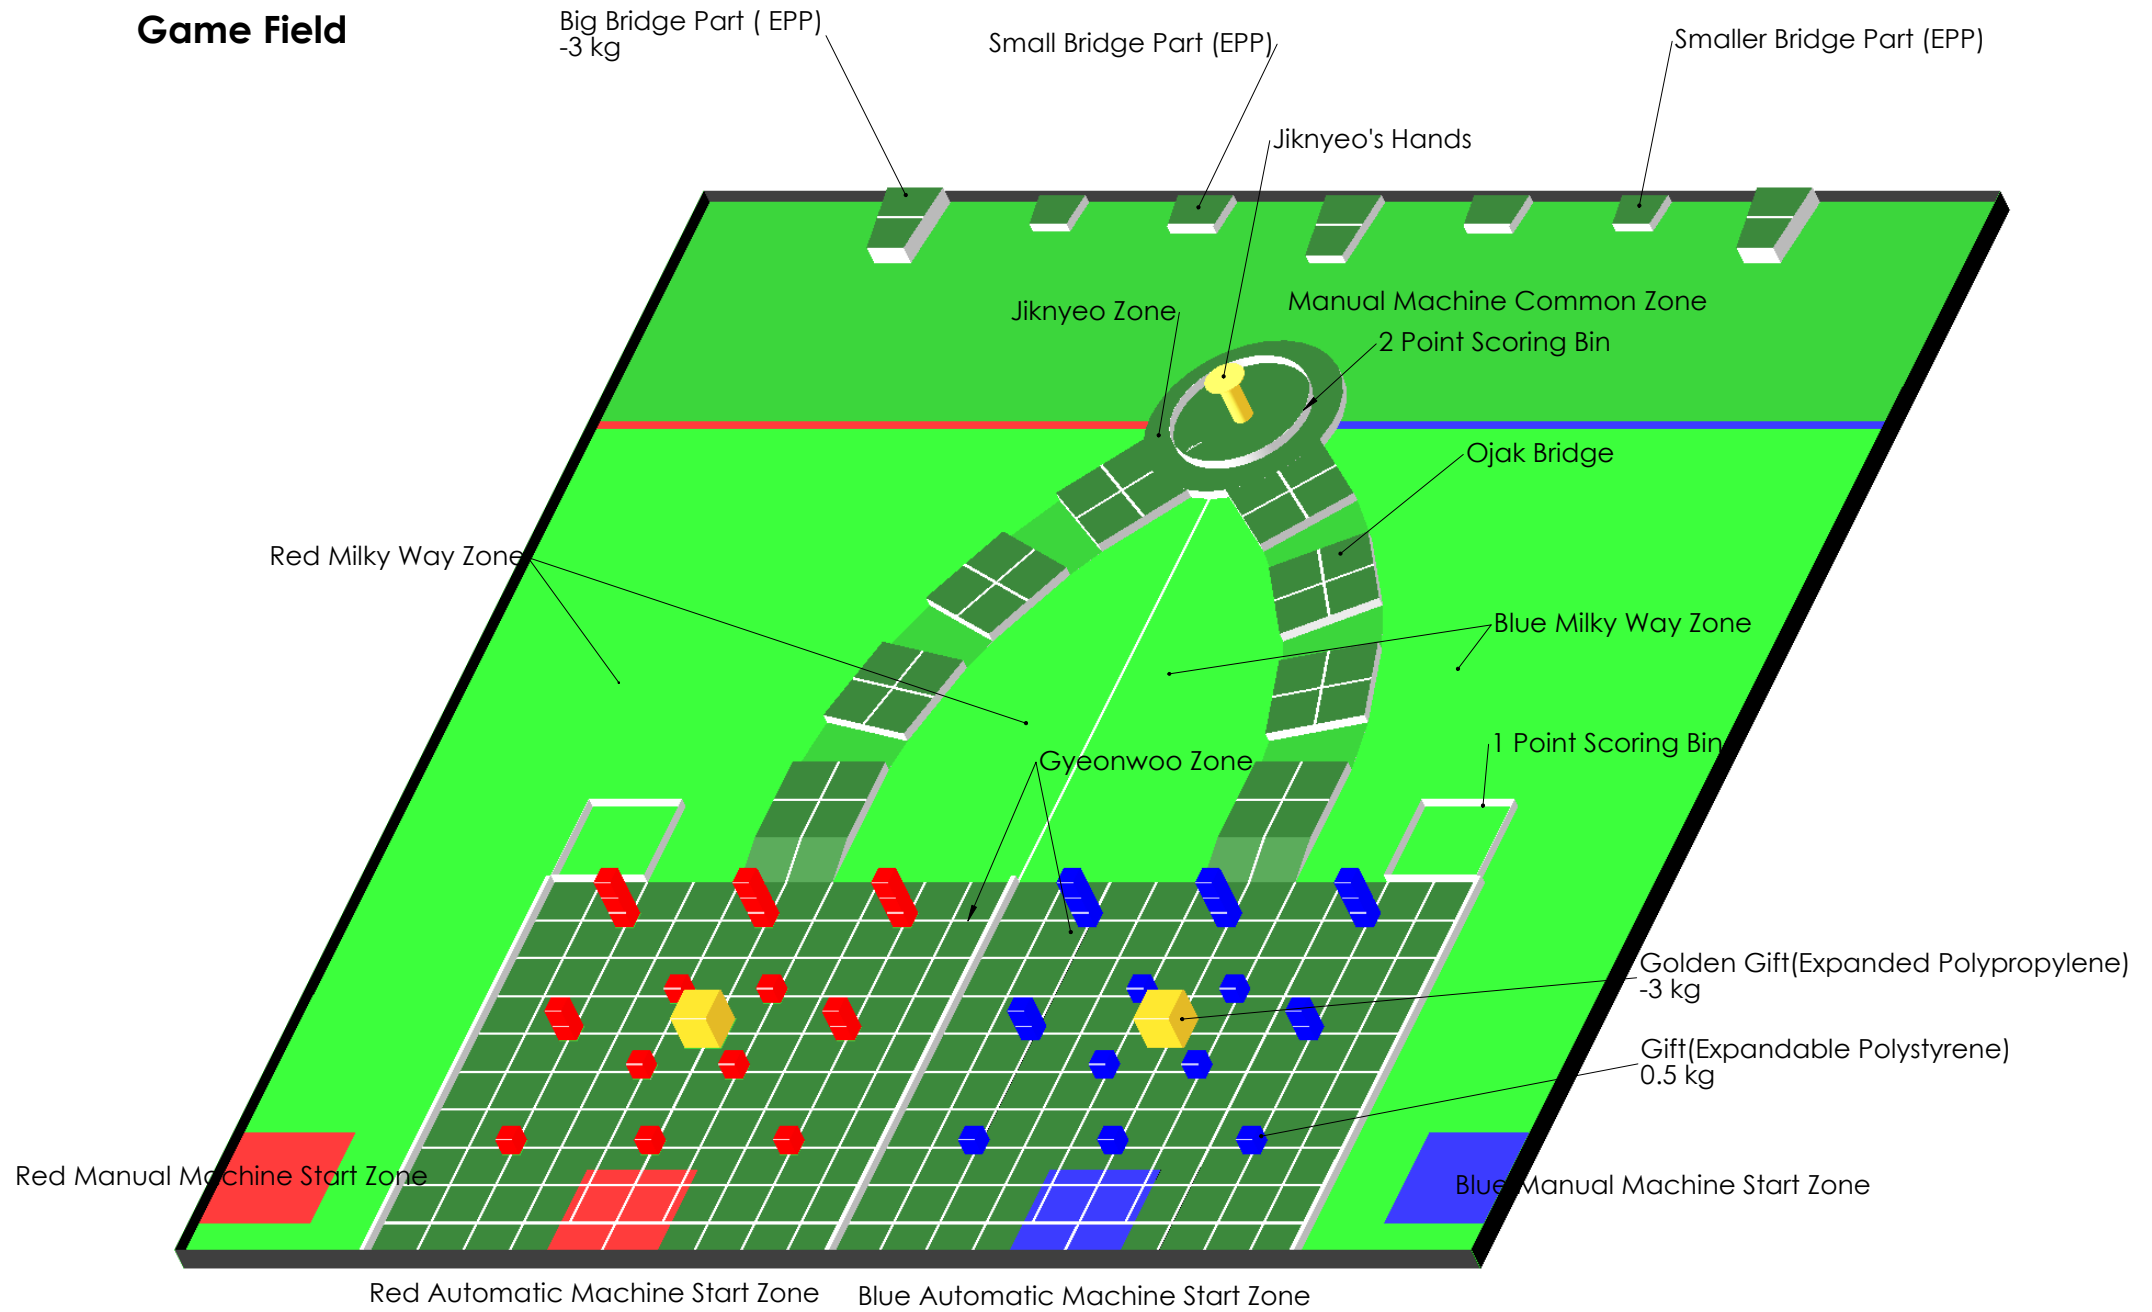 Game Field
Big Bridge Part ( EPP)
-3 kg
Small Bridge Part (EPP)
Smaller Bridge Part (EPP)
Jiknyeo's Hands
Jiknyeo Zone
Manual Machine Common Zone
2 Point Scoring Bin
Ojak Bridge
Red Milky Way Zone
Blue Milky Way Zone
1 Point Scoring Bin
Gyeonwoo Zone
Golden Gift(Expanded Polypropylene)
-3 kg
Gift(Expandable Polystyrene)
0.5 kg
Red Manual Machine Start Zone
Blue Manual Machine Start Zone
Red Automatic Machine Start Zone
Blue Automatic Machine Start Zone